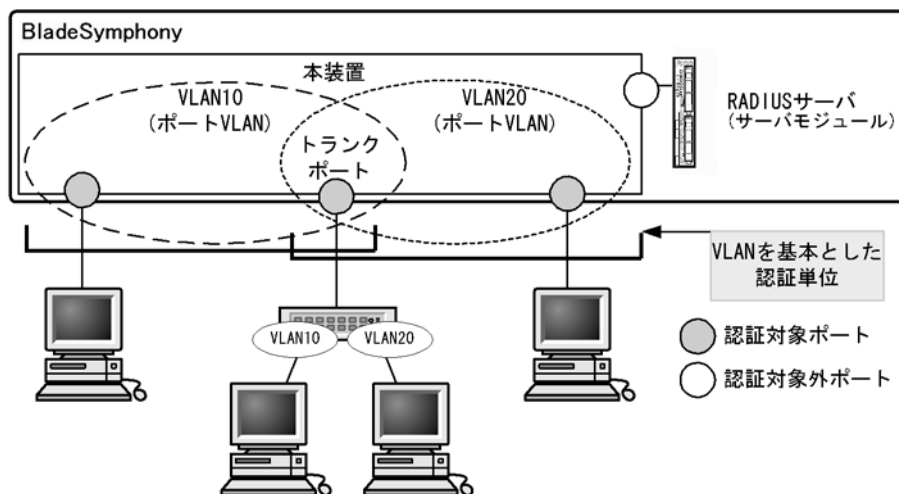 BladeSymphony
本装置
VLAN10
(ポートVLAN)
VLAN20
(ポートVLAN)
トランク
ポート
RADIUSサーバ
(サーバモジュール)
VLANを基本とした
認証単位
VLAN10
VLAN20
認証対象ポート
認証対象外ポート